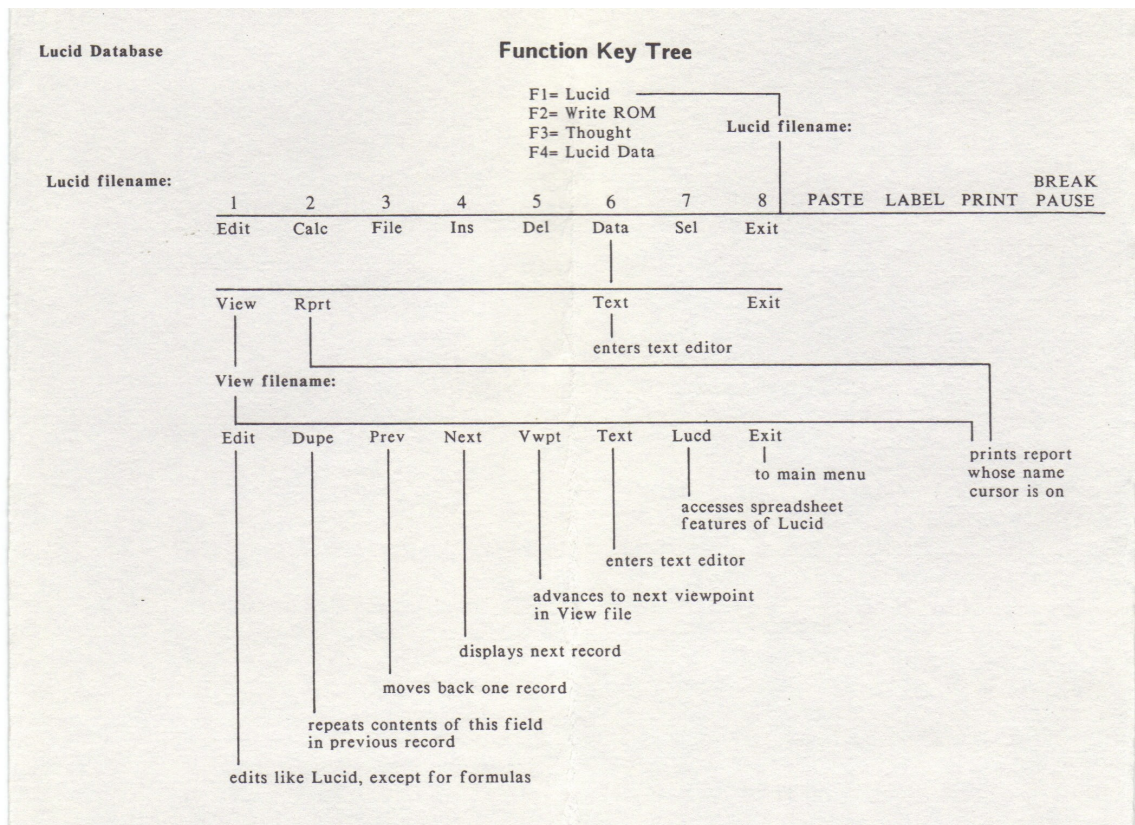 Lucid Database
Function Key Tree
F1= Lucid
F2= Write ROM
F3= Thought
F4= Lucid Data
Lucid filename:
Lucid filename:
1 2 3 4 5 6 7 8 PASTE LABEL PRINT BREAK PAUSE
Edit Calc File Ins Del Data Sel Exit
View Rprt Text Exit
enters text editor
View filename:
Edit Dupe Prev Next Vwpt Text Lucd Exit
prints report
whose name
cursor is on
to main menu
accesses spreadsheet
features of Lucid
enters text editor
advances to next viewpoint
in View file
displays next record
moves back one record
repeats contents of this field
in previous record
edits like Lucid, except for formulas